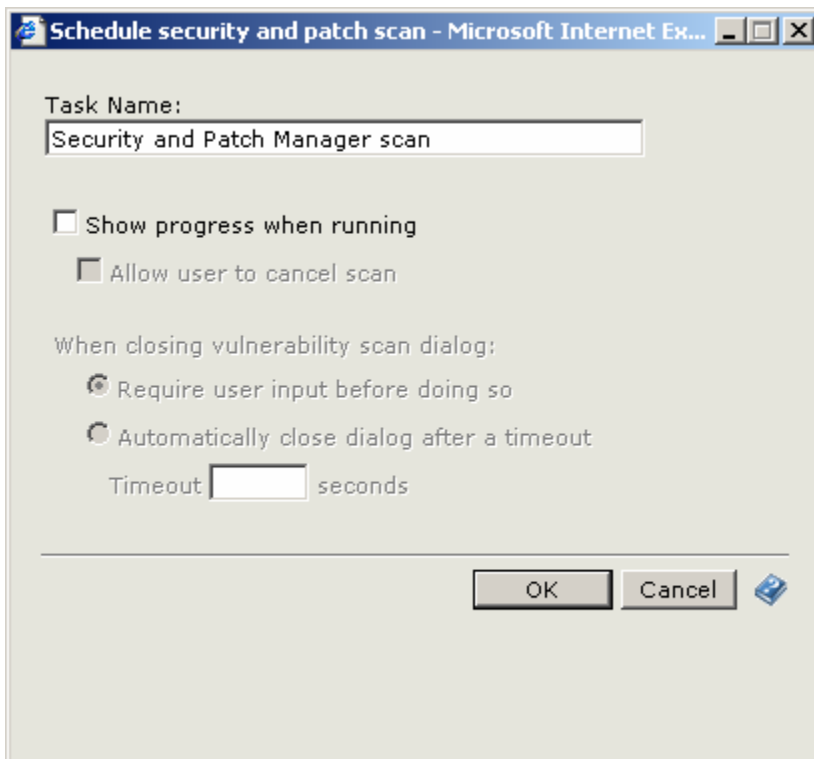 Schedule security and patch scan - Microsoft Internet Ex...
Task Name:
Security and Patch Manager scan
Show progress when running
Allow user to cancel scan
When closing vulnerability scan dialog:
Require user input before doing so
Automatically close dialog after a timeout
Timeout seconds
OK Cancel